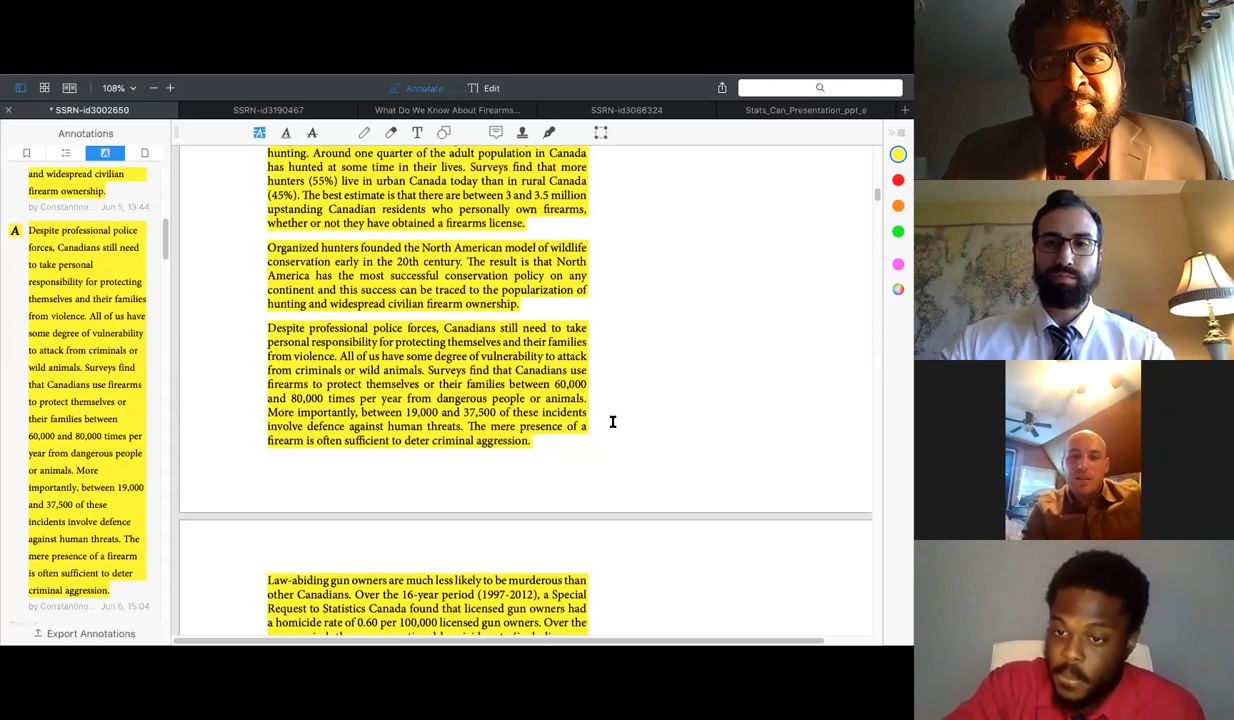 108%
Annotate
Edit
* SSRN-id3002650
SSRN-id3190467
What Do We Know About Firearms...
SSRN-id3086324
Stats_Can_Presentation_ppt_e
Annotations
and widespread civilian
firearm ownership.
by Constantino... Jun 5, 13:44
A
Despite professional police
forces, Canadians still need
to take personal
responsibility for protecting
themselves and their families
from violence. All of us have
some degree of vulnerability
to attack from criminals or
wild animals. Surveys find
that Canadians use firearms
to protect themselves or
their families between
60,000 and 80,000 times per
year from dangerous people
or animals. More
importantly, between 19,000
and 37,500 of these
incidents involve defence
against human threats. The
mere presence of a firearm
is often sufficient to deter
criminal aggression.
by Constantino... Jun 6, 15:04
Export Annotations
hunting. Around one quarter of the adult population in Canada
has hunted at some time in their lives. Surveys find that more
hunters (55%) live in urban Canada today than in rural Canada
(45%). The best estimate is that there are between 3 and 3.5 million
upstanding Canadian residents who personally own firearms,
whether or not they have obtained a firearms license.
Organized hunters founded the North American model of wildlife
conservation early in the 20th century. The result is that North
America has the most successful conservation policy on any
continent and this success can be traced to the popularization of
hunting and widespread civilian firearm ownership.
Despite professional police forces, Canadians still need to take
personal responsibility for protecting themselves and their families
from violence. All of us have some degree of vulnerability to attack
from criminals or wild animals. Surveys find that Canadians use
firearms to protect themselves or their families between 60,000
and 80,000 times per year from dangerous people or animals.
More importantly, between 19,000 and 37,500 of these incidents
involve defence against human threats. The mere presence of a
firearm is often sufficient to deter criminal aggression.
Law-abiding gun owners are much less likely to be murderous than
other Canadians. Over the 16-year period (1997-2012), a Special
Request to Statistics Canada found that licensed gun owners had
a homicide rate of 0.60 per 100,000 licensed gun owners. Over the